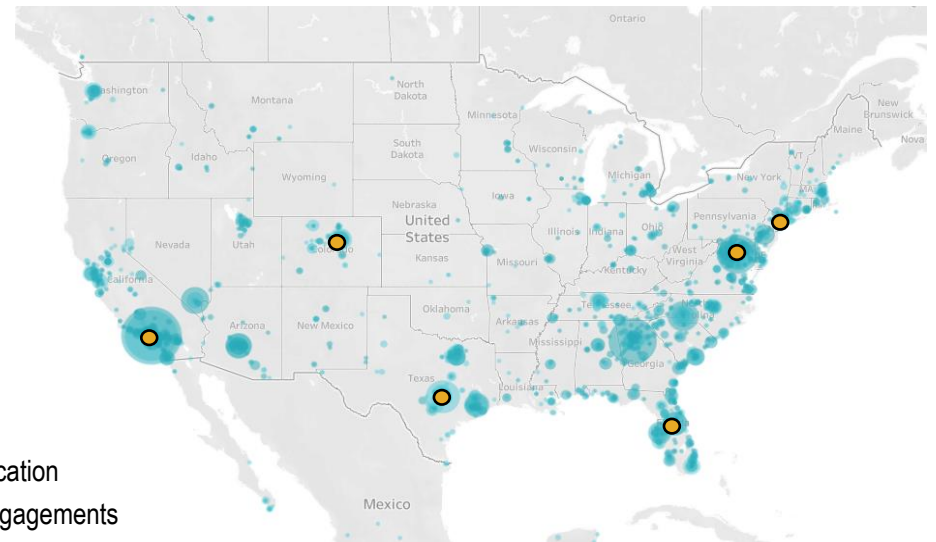 Ontario
New
Brunswick
Maine
Nova
North
Dakota
Montana
Minnesota
Oregon
Idaho
South
Dakota
Wisconsin
Michigan
VT
New York
Wyoming
Iowa
Nebraska
Pennsylvania
United
States
Nevada
Utah
Illinois
Indiana
Ohio
West
Virginia
Kansas
Missouri
Kentucky
California
Arizona
New Mexico
Oklahoma
Arkansas
Tennessee
Mississippi
Georgia
Texas
Louisiana
Mexico
cation
gagements